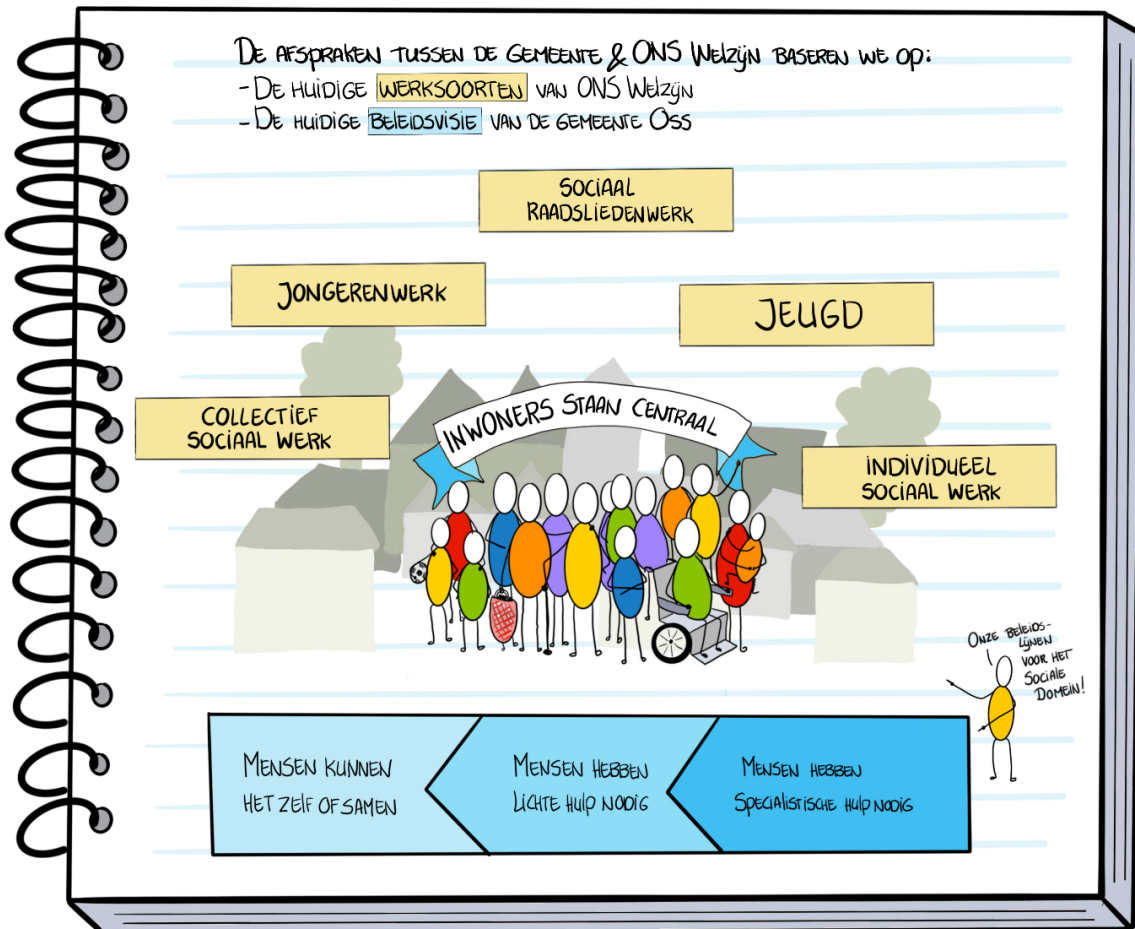 De afspraken tussen de gemeente & ONS Welzijn baseren we op:
- De huidige werksoorten van ONS Welzijn
- De huidige beleidsvisie van de gemeente Oss
Sociaal
raadsliedenwerk
Jongerenwerk
Jeugd
Collectief
sociaal werk
Inwoners staan centraal
Individueel
sociaal werk
Onze beleids-
lijnen
voor het
sociale
domein!
Mensen kunnen
het zelf of samen
Mensen hebben
lichte hulp nodig
Mensen hebben
specialistische hulp nodig